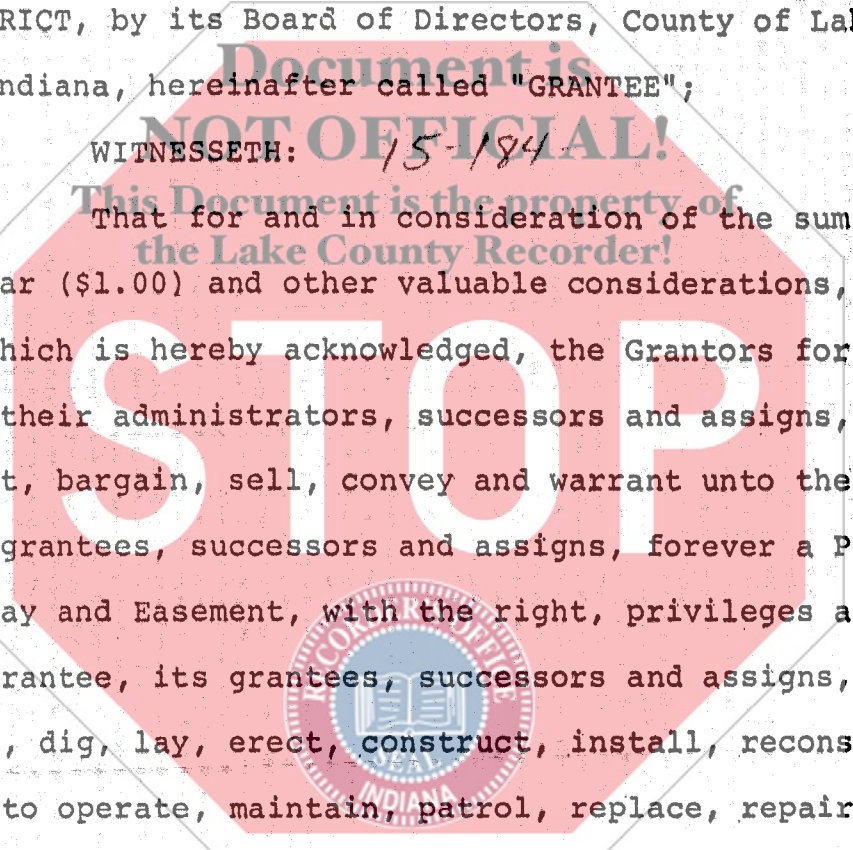 RICT, by its Board of Directors, County of La
Document is
ndiana, hereinafter called "GRANTEE";
NOT OFFICIAL!
WITNESSETH: 15-184
This Document is the property of
That for and in consideration of the sum
the Lake County Recorder!
ar ($1.00) and other valuable considerations,
STOP
hich is hereby acknowledged, the Grantors for
their administrators, successors and assigns,
t, bargain, sell, convey and warrant unto the
grantees, successors and assigns, forever a P
ay and Easement, with the right, privileges a
RECORDER'S OFFICE
rantee, its grantees, successors and assigns,
, dig, lay, erect, construct, install, recons
SEAL
INDIANA
to operate, maintain, patrol, replace, repair